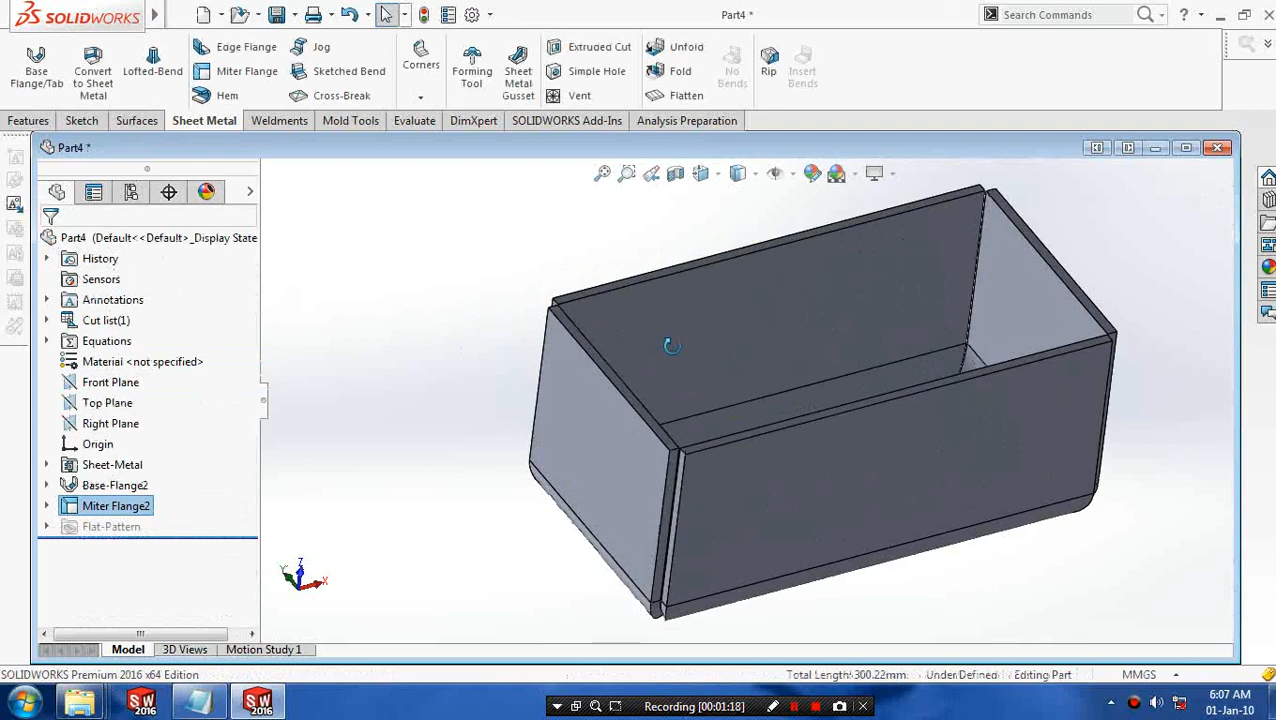 SOLIDWORKS
Part4 *
Search Commands
?
Base
Flange/Tab
Convert
to Sheet
Metal
Lofted-Bend
Edge Flange
Miter Flange
Hem
Jog
Sketched Bend
Cross-Break
Corners
Forming
Tool
Sheet
Metal
Gusset
Extruded Cut
Simple Hole
Vent
Unfold
Fold
Flatten
No
Bends
Rip
Insert
Bends
Features
Sketch
Surfaces
Sheet Metal
Weldments
Mold Tools
Evaluate
DimXpert
SOLIDWORKS Add-Ins
Analysis Preparation
Part4 *
Part4 (Default<<Default>_Display State
History
Sensors
Annotations
Cut list(1)
Equations
Material <not specified>
Front Plane
Top Plane
Right Plane
Origin
Sheet-Metal
Base-Flange2
Miter Flange2
Flat-Pattern
Z
Y
X
Model
3D Views
Motion Study 1
SOLIDWORKS Premium 2016 x64 Edition
Total Length: 300.22mm
Under Defined
Editing Part
MMGS
SW
2016
SW
2016
Recording [00:01:18]
6:07 AM
01-Jan-10